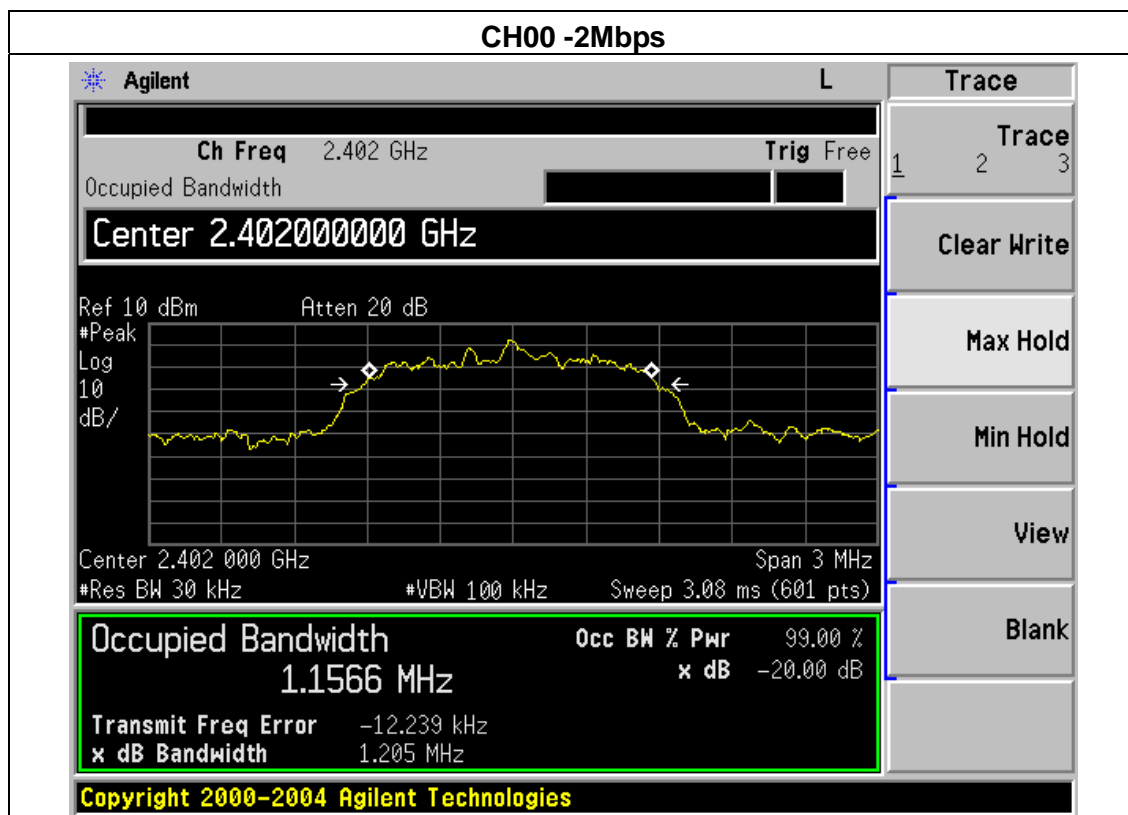 CH00 -2Mbps
Agilent L Trace
Ch Freq 2.402 GHz Trig Free
Occupied Bandwidth
Center 2.402000000 GHz
Ref 10 dBm Atten 20 dB
#Peak
Log
10
dB/
Center 2.402 000 GHz Span 3 MHz
#Res BW 30 kHz #VBW 100 kHz Sweep 3.08 ms (601 pts)
Occupied Bandwidth Occ BW % Pwr 99.00 %
1.1566 MHz x dB -20.00 dB
Transmit Freq Error -12.239 kHz
x dB Bandwidth 1.205 MHz
Trace
1 2 3
Clear Write
Max Hold
Min Hold
View
Blank
Copyright 2000-2004 Agilent Technologies